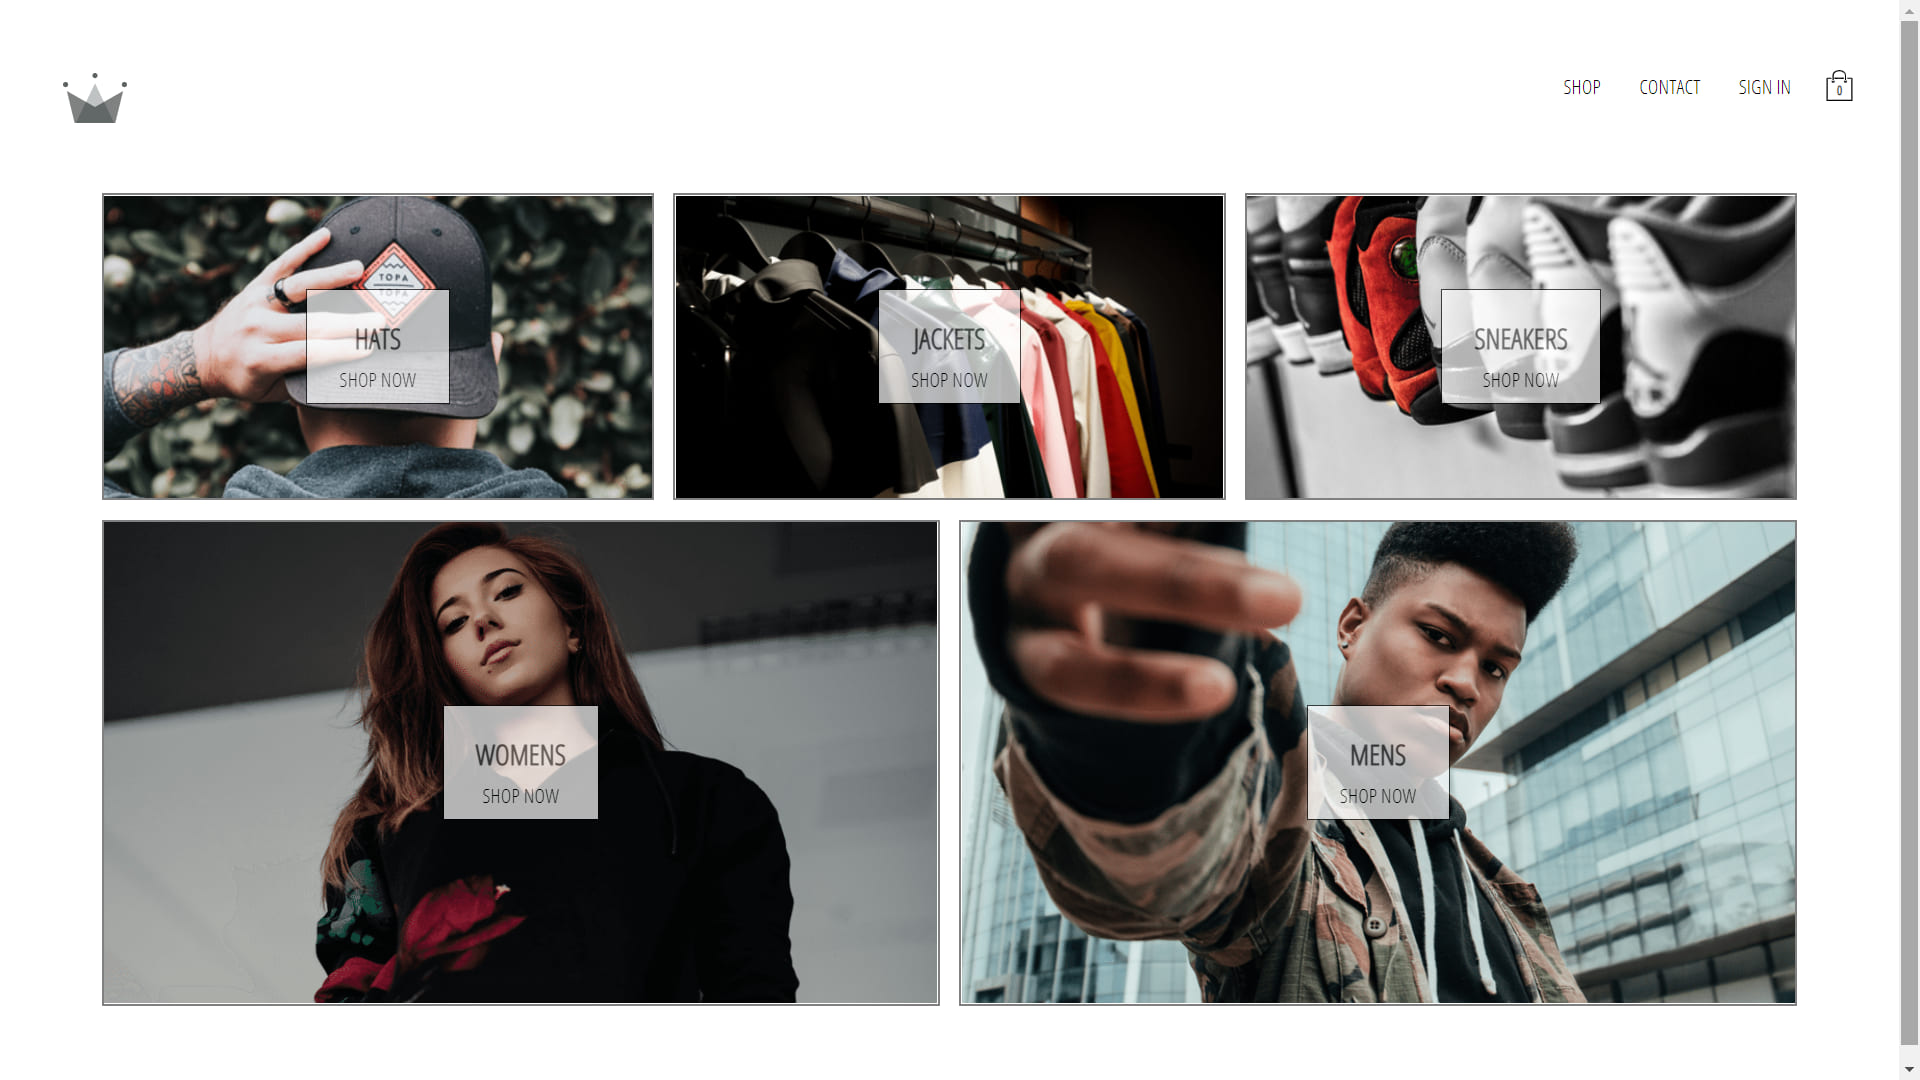 SHOP CONTACT SIGN IN 0
TOPA
TOPA
HATS
SHOP NOW
JACKETS
SHOP NOW
SNEAKERS
SHOP NOW
WOMENS
SHOP NOW
MENS
SHOP NOW